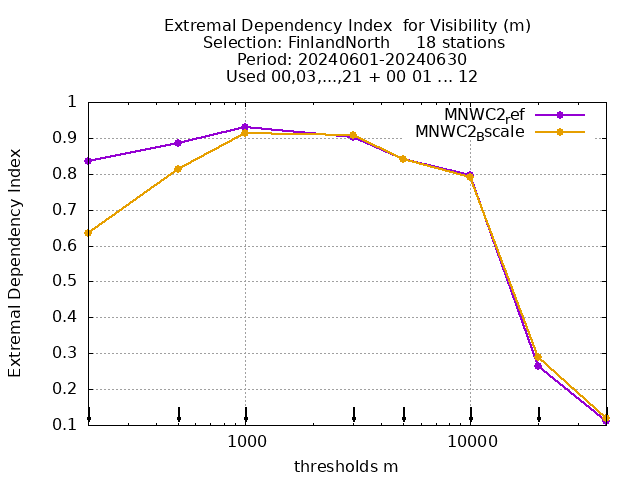 Extremal Dependency Index  for Visibility (m)
Selection: FinlandNorth     18 stations
Period: 20240601-20240630
Used 00,03,...,21 + 00 01 ... 12
MNWC2_ref
MNWC2_Bscale
Extremal Dependency Index
1
0.9
0.8
0.7
0.6
0.5
0.4
0.3
0.2
0.1
1000
10000
thresholds m